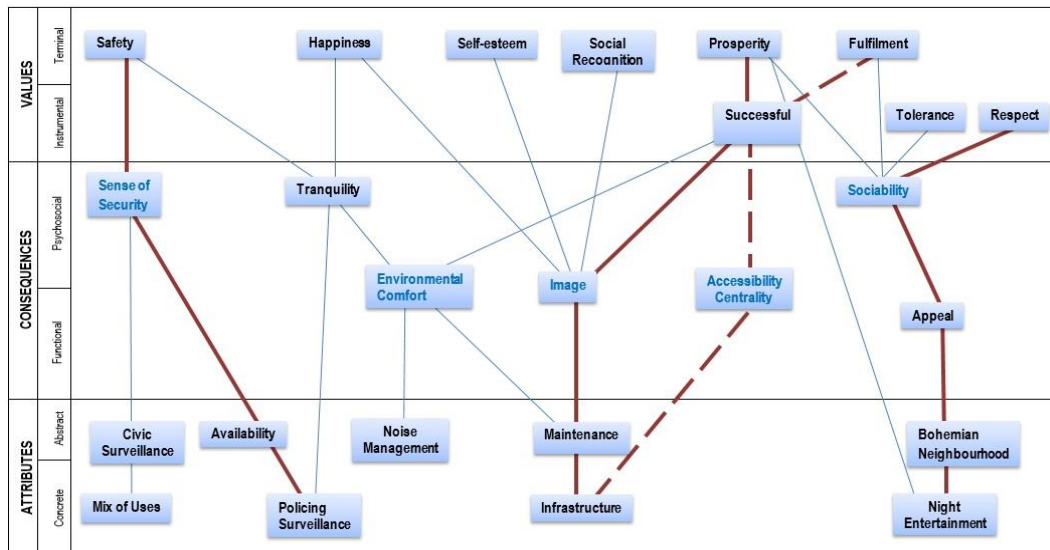 VALUES
Terminal
Safety
Happiness
Self-esteem
Social
Recognition
Prosperity
Fulfilment
Instrumental
Successful
Tolerance
Respect
CONSEQUENCES
Psychosocial
Sense of
Security
Tranquility
Sociability
Environmental
Comfort
Image
Accessibility
Centrality
Functional
Appeal
ATTRIBUTES
Abstract
Civic
Surveillance
Availability
Noise
Management
Maintenance
Bohemian
Neighbourhood
Concrete
Mix of Uses
Policing
Surveillance
Infrastructure
Night
Entertainment